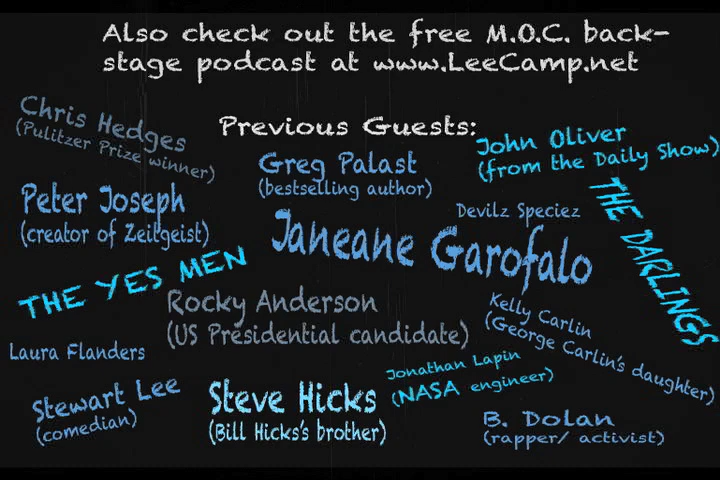 Also check out the free M.O.C. back-
stage podcast at www.LeeCamp.net
Previous Guests:
Chris Hedges
(Pulitzer Prize winner)
Greg Palast
(bestselling author)
John Oliver
(from the Daily Show)
Peter Joseph
(creator of Zeitgeist)
Janeane Garofalo
Devilz Speciez
THE DARLINGS
THE YES MEN
Rocky Anderson
(US Presidential candidate)
Kelly Carlin
(George Carlin's daughter)
Laura Flanders
Jonathan Lapin
(NASA engineer)
Stewart Lee
(comedian)
Steve Hicks
(Bill Hicks's brother)
B. Dolan
(rapper/ activist)